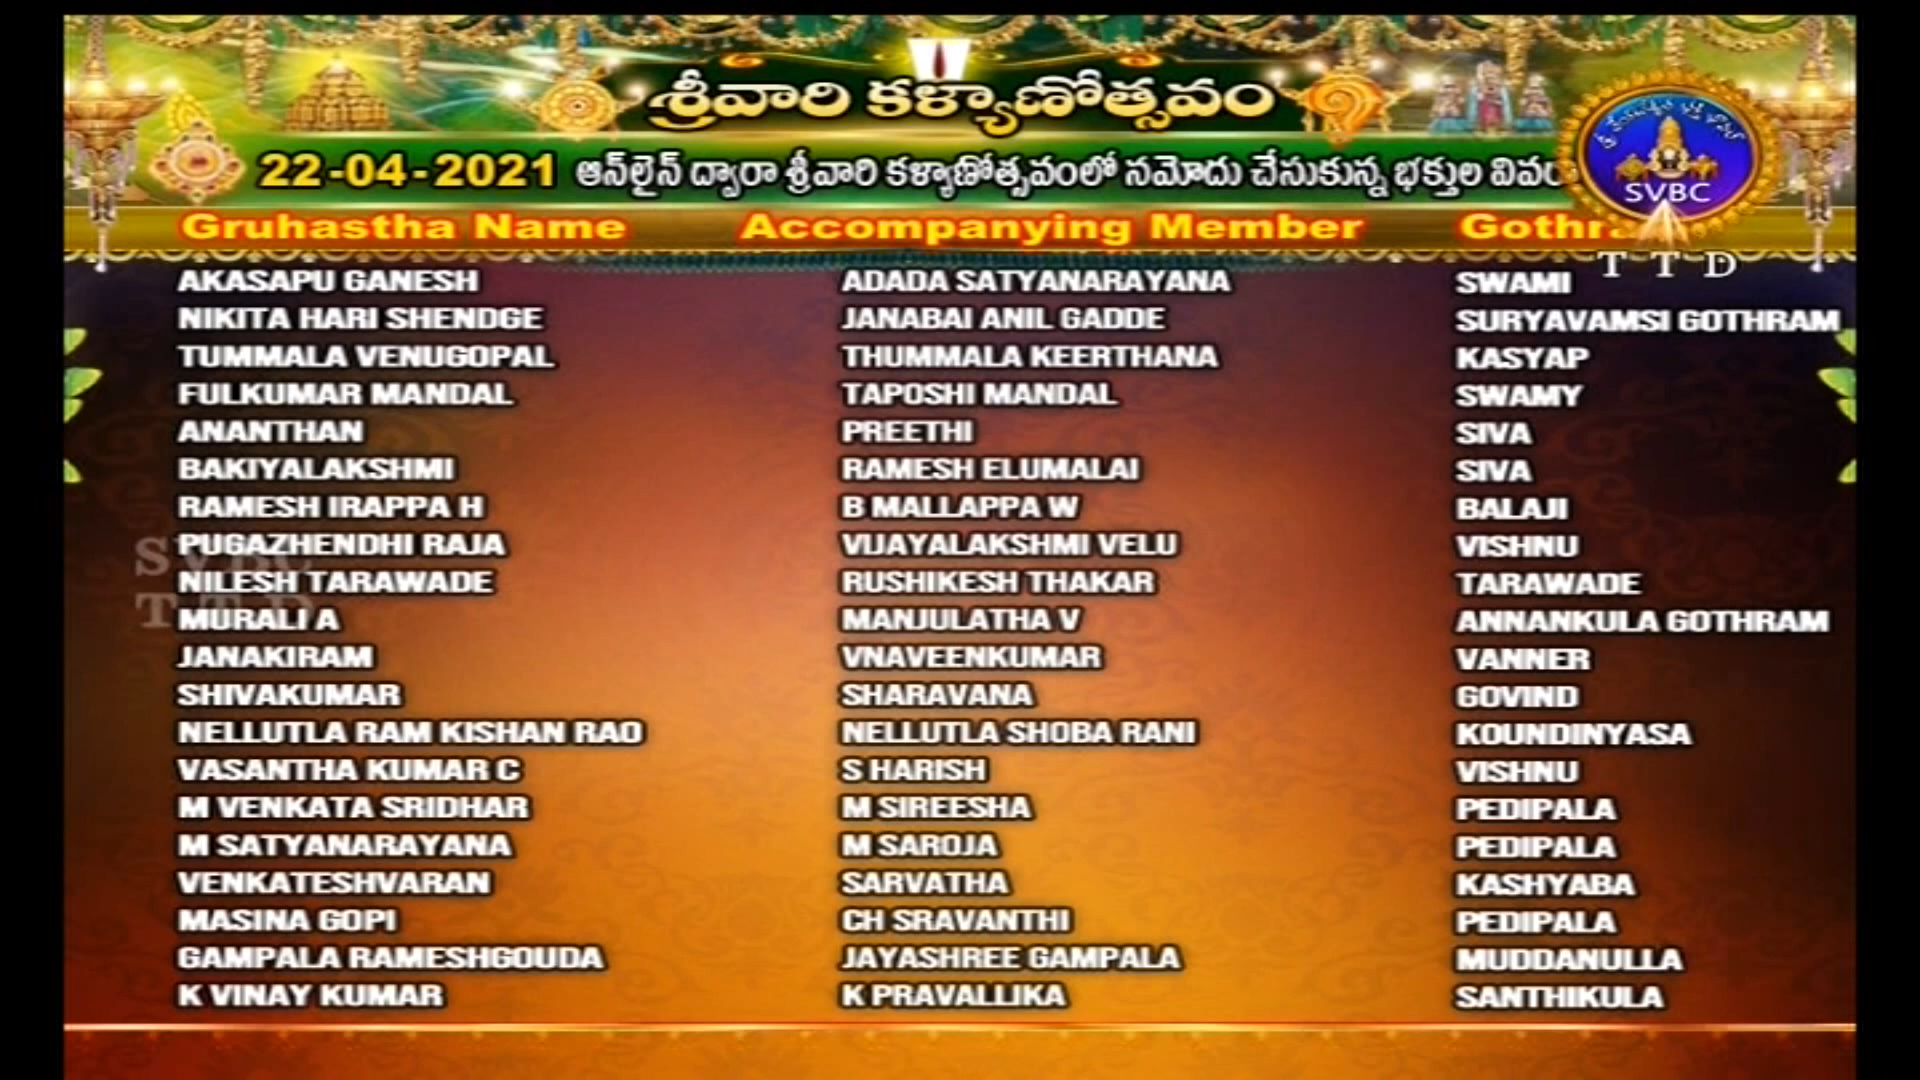 శ్రీవారి కళ్యాణోత్సవం
22-04-2021 ఆన్‌లైన్ ద్వారా శ్రీవారి కళ్యాణోత్సవంలో నమోదు చేసుకున్న భక్తుల
SVBC
Gruhastha Name Accompanying Member
T T D
AKASAPU GANESH ADADA SATYANARAYANA SWAMI
NIKITA HARI SHENDGE JANABAI ANIL GADDE SURYAVAMSI GOTHRAM
TUMMALA VENUGOPAL THUMMALA KEERTHANA KASYAP
FULKUMAR MANDAL TAPOSHI MANDAL SWAMY
ANANTHAN PREETHI SIVA
BAKIYALAKSHMI RAMESH ELUMALAI SIVA
RAMESH IRAPPA H B MALLAPPA W BALAJI
PUGAZHENDHI RAJA VIJAYALAKSHMI VELU VISHNU
NILESH TARAWADE RUSHIKESH THAKAR TARAWADE
MURALI A MANJULATHA V ANNANKULA GOTHRAM
JANAKIRAM VNAVEENKUMAR VANNER
SHIVAKUMAR SHARAVANA GOVIND
NELLUTLA RAM KISHAN RAO NELLUTLA SHOBA RANI KOUNDINYASA
VASANTHA KUMAR C S HARISH VISHNU
M VENKATA SRIDHAR M SIREESHA PEDIPALA
M SATYANARAYANA M SAROJA PEDIPALA
VENKATESHVARAN SARVATHA KASHYABA
MASINA GOPI CH SRAVANTHI PEDIPALA
GAMPALA RAMESHGOUDA JAYASHREE GAMPALA MUDDANULLA
K VINAY KUMAR K PRAVALLIKA SANTHIKULA
SVBC
TTD